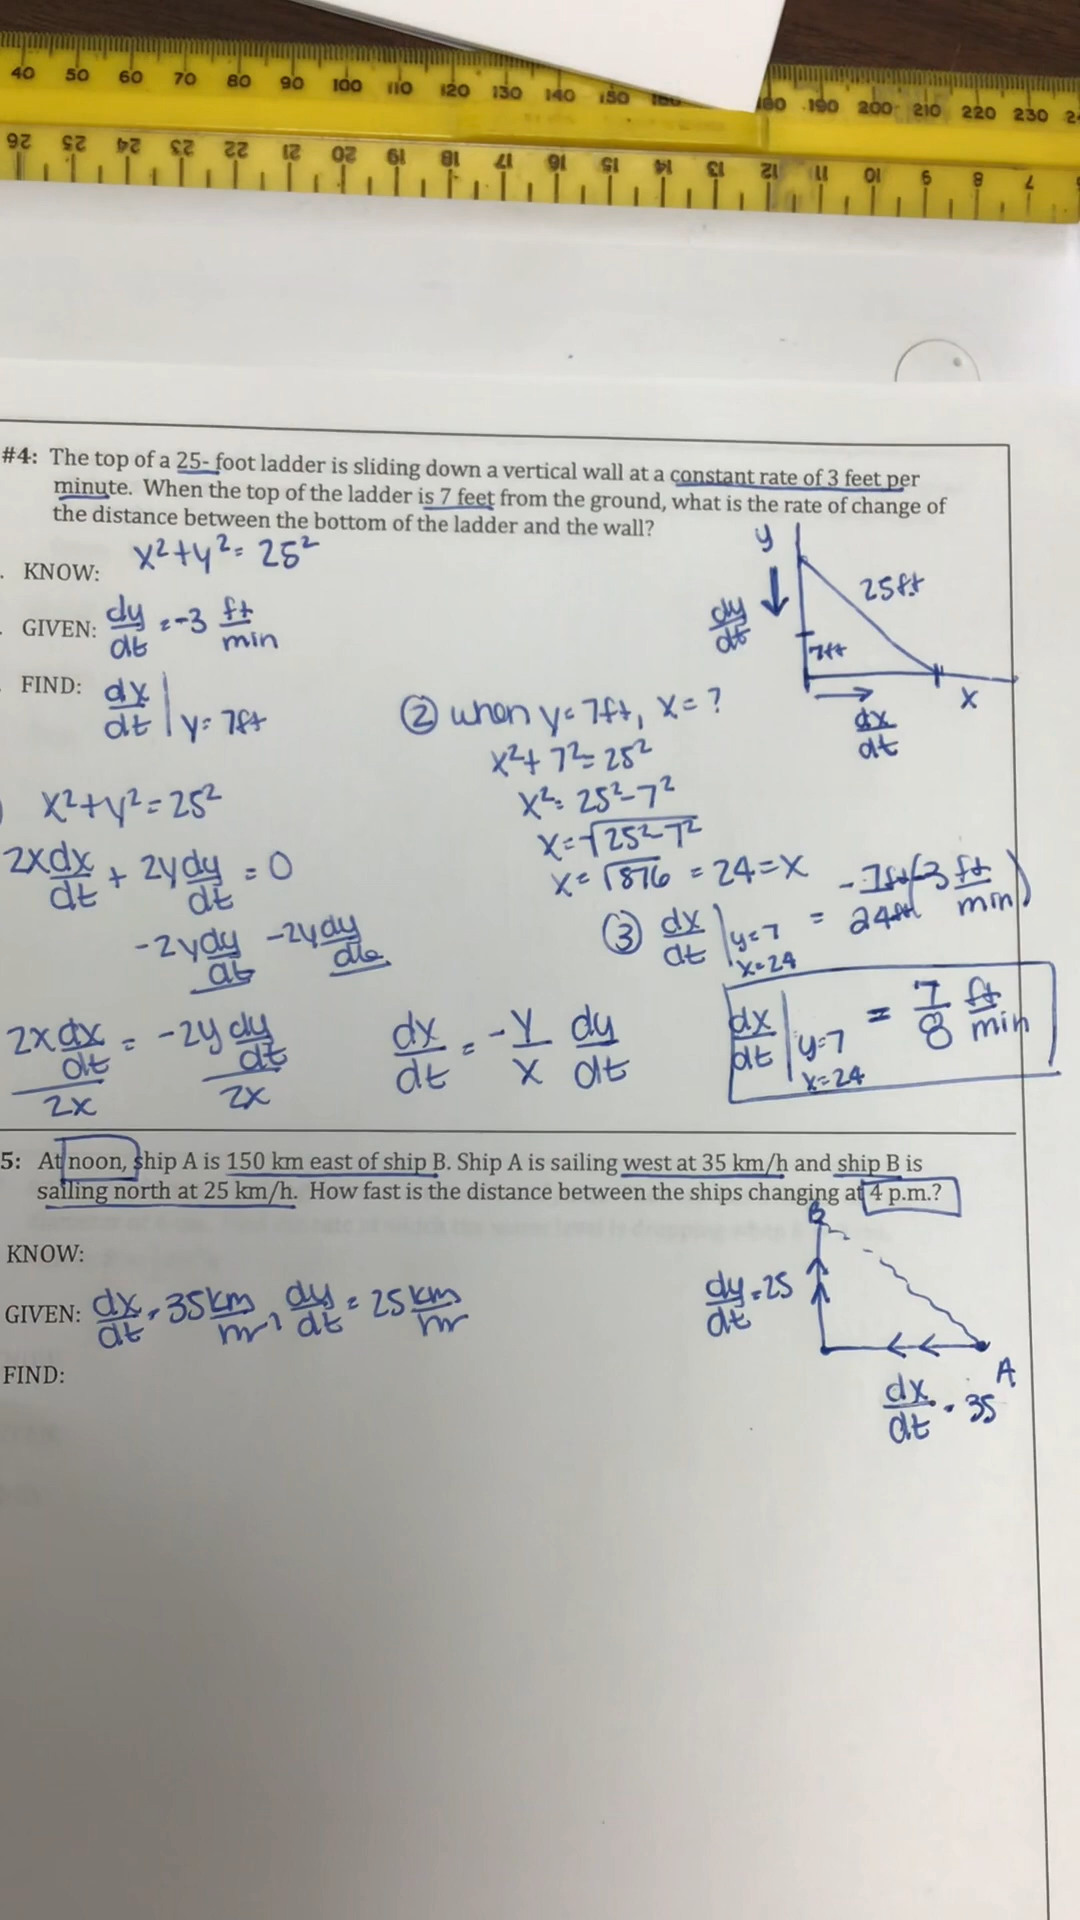 40 50 60 70 80 90 100 110 120 130 140 150 160 180 190 200 210 220 230
26 25 24 23 22 21 20 19 18 17 16 15 14 13 12 11 10 9 8 7
#4: The top of a 25- foot ladder is sliding down a vertical wall at a constant rate of 3 feet per
minute. When the top of the ladder is 7 feet from the ground, what is the rate of change of
the distance between the bottom of the ladder and the wall?
KNOW: x²+y²=25²
GIVEN: dy/dt = -3 ft/min
FIND: dx/dt | y=7ft
y
25ft
dy/dt
7ft
x
dx/dt
x²+y²=25²
2x dx/dt + 2y dy/dt = 0
-2y dy/dt -2y dy/dt
2x dx/dt / 2x = -2y dy/dt / 2x
dx/dt = -y/x dy/dt
② when y=7ft, x=?
x²+7²=25²
x²=25²-7²
x=√25²-7²
x=√576 =24=x
③ dx/dt | y=7 x=24 = -7ft/24ft (-3 ft/min)
dx/dt | y=7 x=24 = 7/8 ft/min
5: At noon, ship A is 150 km east of ship B. Ship A is sailing west at 35 km/h and ship B is
sailing north at 25 km/h. How fast is the distance between the ships changing at 4 p.m.?
KNOW:
GIVEN: dx/dt = 35 km/hr, dy/dt = 25 km/hr
FIND:
B
dy/dt = 25
A
dx/dt = 35